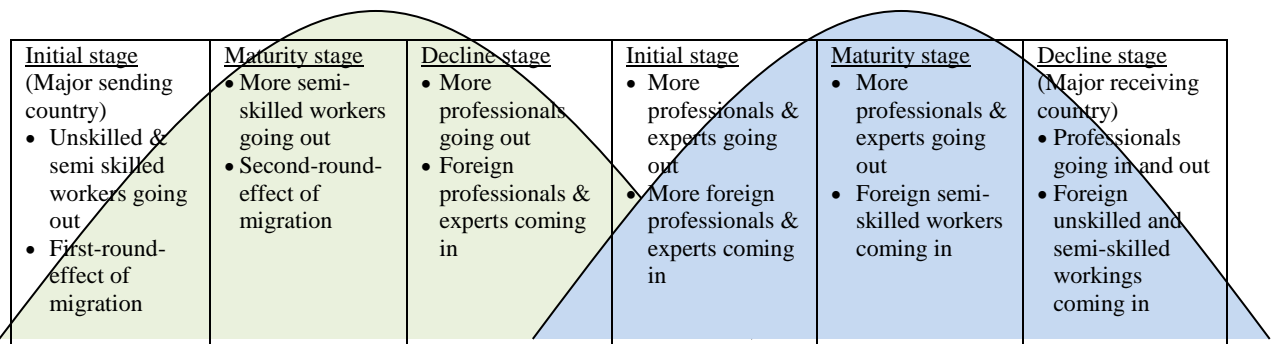 Initial stage
(Major sending
country)
• Unskilled &
semi skilled
workers going
out
• First-round-
effect of
migration
Maturity stage
• More semi-
skilled workers
going out
• Second-round-
effect of
migration
Decline stage
• More
professionals
going out
• Foreign
professionals &
experts coming
in
Initial stage
• More
professionals &
experts going
out
• More foreign
professionals &
experts coming
in
Maturity stage
• More
professionals &
experts going
out
• Foreign semi-
skilled workers
coming in
Decline stage
(Major receiving
country)
• Professionals
going in and out
• Foreign
unskilled and
semi-skilled
workings
coming in